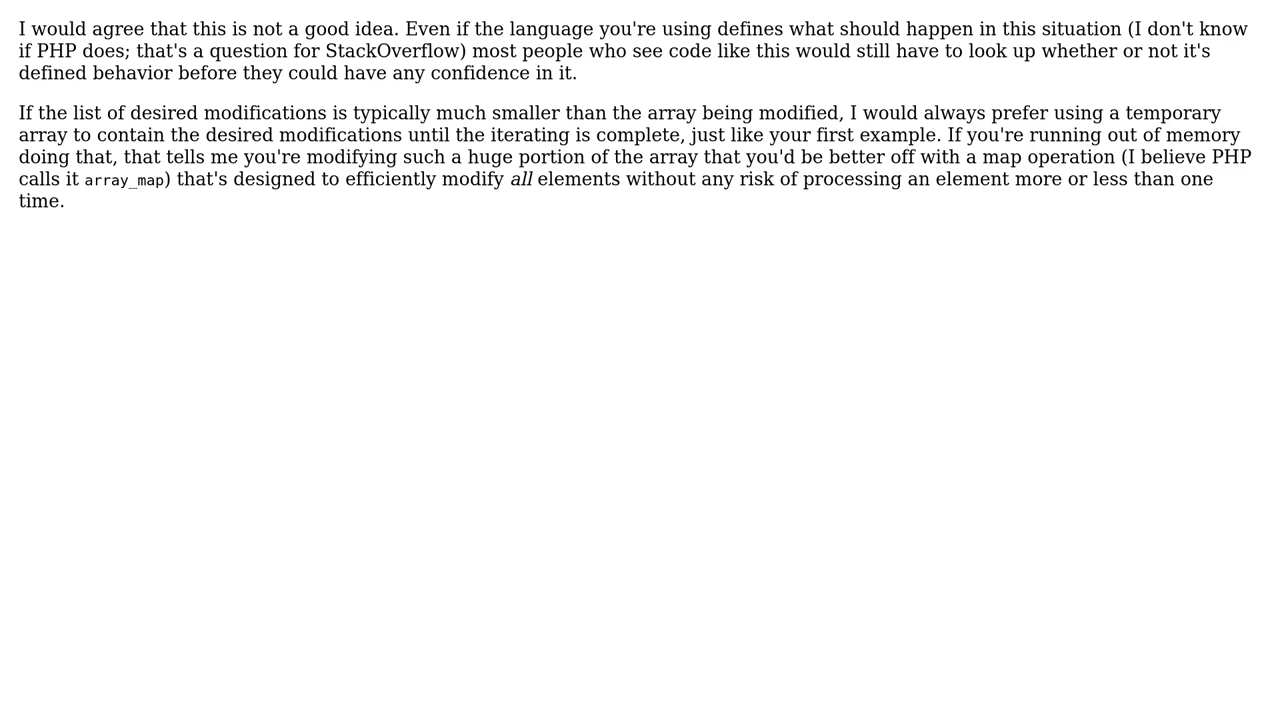 I would agree that this is not a good idea. Even if the language you're using defines what should happen in this situation (I don't know
if PHP does; that's a question for StackOverflow) most people who see code like this would still have to look up whether or not it's
defined behavior before they could have any confidence in it.
If the list of desired modifications is typically much smaller than the array being modified, I would always prefer using a temporary
array to contain the desired modifications until the iterating is complete, just like your first example. If you're running out of memory
doing that, that tells me you're modifying such a huge portion of the array that you'd be better off with a map operation (I believe PHP
calls it array_map) that's designed to efficiently modify all elements without any risk of processing an element more or less than one
time.